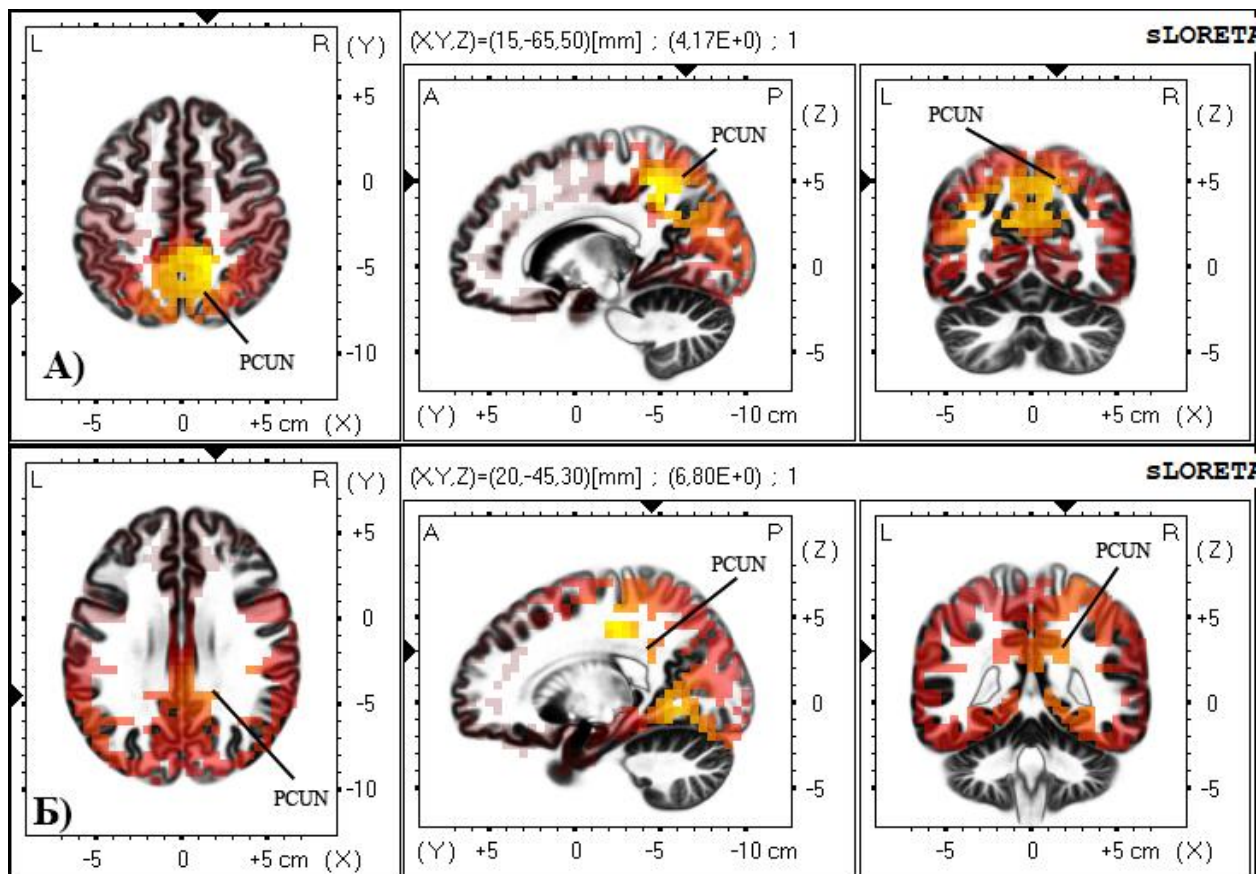 L R (Y)
+5
0
-5
-10
-5 0 +5 cm (X)
PCUN
А)
(X,Y,Z)=(15,-65,50)[mm] ; (4,17E+0) ; 1 sLORETA
A P (Z)
PCUN
+5
0
-5
(Y) +5 0 -5 -10 cm
L R (Z)
PCUN
+5
0
-5
-5 0 +5 cm (X)
L R (Y)
+5
0
-5
-10
PCUN
Б)
-5 0 +5 cm (X)
(X,Y,Z)=(20,-45,30)[mm] ; (6,80E+0) ; 1 sLORETA
A P (Z)
PCUN
+5
0
-5
(Y) +5 0 -5 -10 cm
L R (Z)
PCUN
+5
0
-5
-5 0 +5 cm (X)